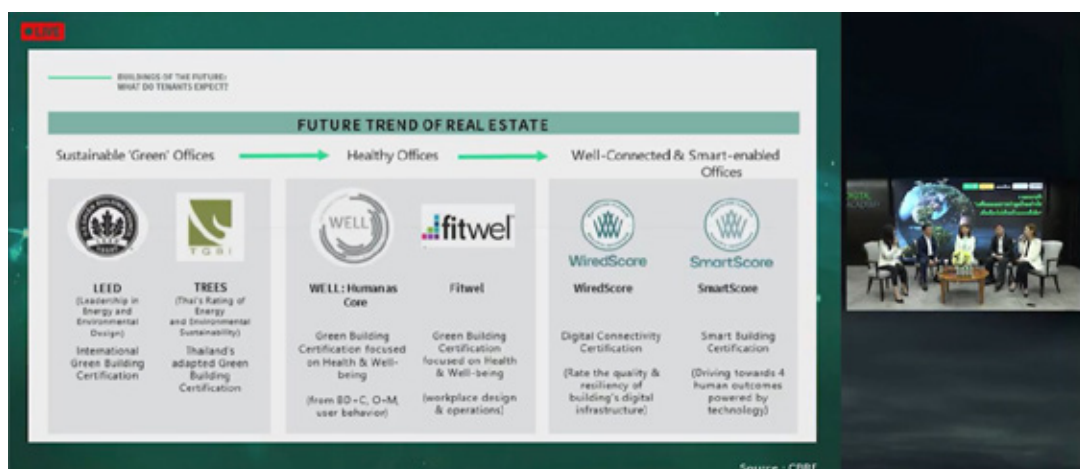 LIVE
BUILDINGS OF THE FUTURE:
WHAT DO TENANTS EXPECT?
FUTURE TREND OF REAL ESTATE
Sustainable 'Green' Offices
Healthy Offices
Well-Connected & Smart-enabled
Offices
LEED
TGBI
WELL
fitwel
WiredScore
SmartScore
LEED
(Leadership in
Energy and
Environmental
Design)
International
Green Building
Certification
TREES
(Thai's Rating of
Energy
and Environmental
Sustainability)
Thailand's
adapted Green
Building
Certification
WELL: Human as
Core
Green Building
Certification focused
on Health & Well-
being
(from BD+C, O+M,
user behavior)
Fitwel
Green Building
Certification
focused on Health
& Well-being
(workplace design
& operations)
WiredScore
Digital Connectivity
Certification
(Rate the quality &
resiliency of
building's digital
infrastructure)
SmartScore
Smart Building
Certification
(Driving towards 4
human outcomes
powered by
technology)
Source : CBRE